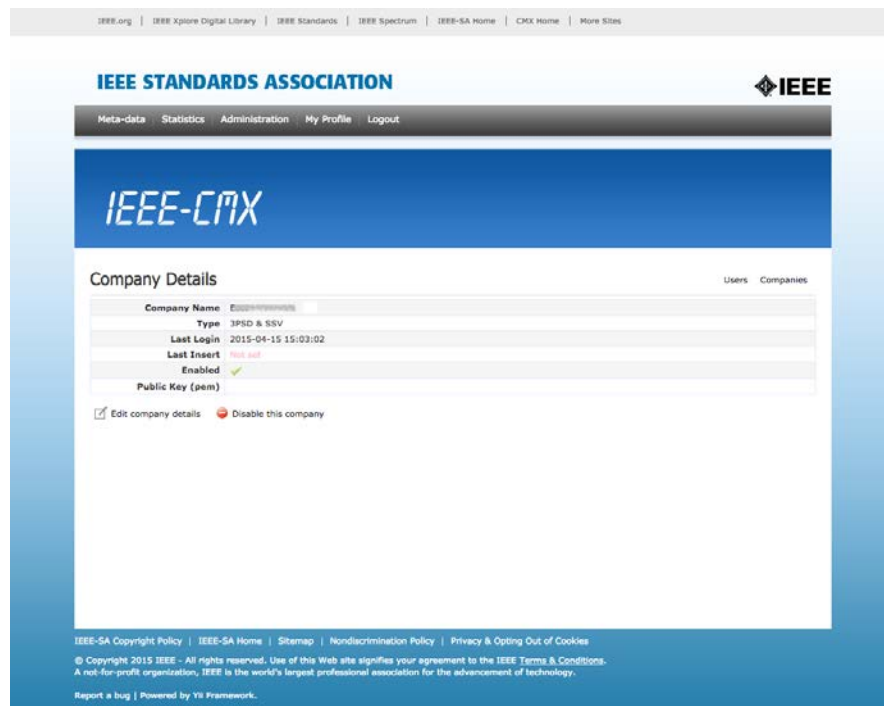 IEEE.org | IEEE Xplore Digital Library | IEEE Standards | IEEE Spectrum | IEEE-SA Home | CMX Home | More Sites
IEEE STANDARDS ASSOCIATION
IEEE
Meta-data | Statistics | Administration | My Profile | Logout
IEEE-CMX
Company Details
Users Companies
Company Name E
Type 3PSD & SSV
Last Login 2015-04-15 15:03:02
Last Insert Not set
Enabled
Public Key (pem)
Edit company details Disable this company
IEEE-SA Copyright Policy | IEEE-SA Home | Sitemap | Nondiscrimination Policy | Privacy & Opting Out of Cookies
© Copyright 2015 IEEE - All rights reserved. Use of this Web site signifies your agreement to the IEEE Terms & Conditions.
A not-for-profit organization, IEEE is the world's largest professional association for the advancement of technology.
Report a bug | Powered by Yii Framework.